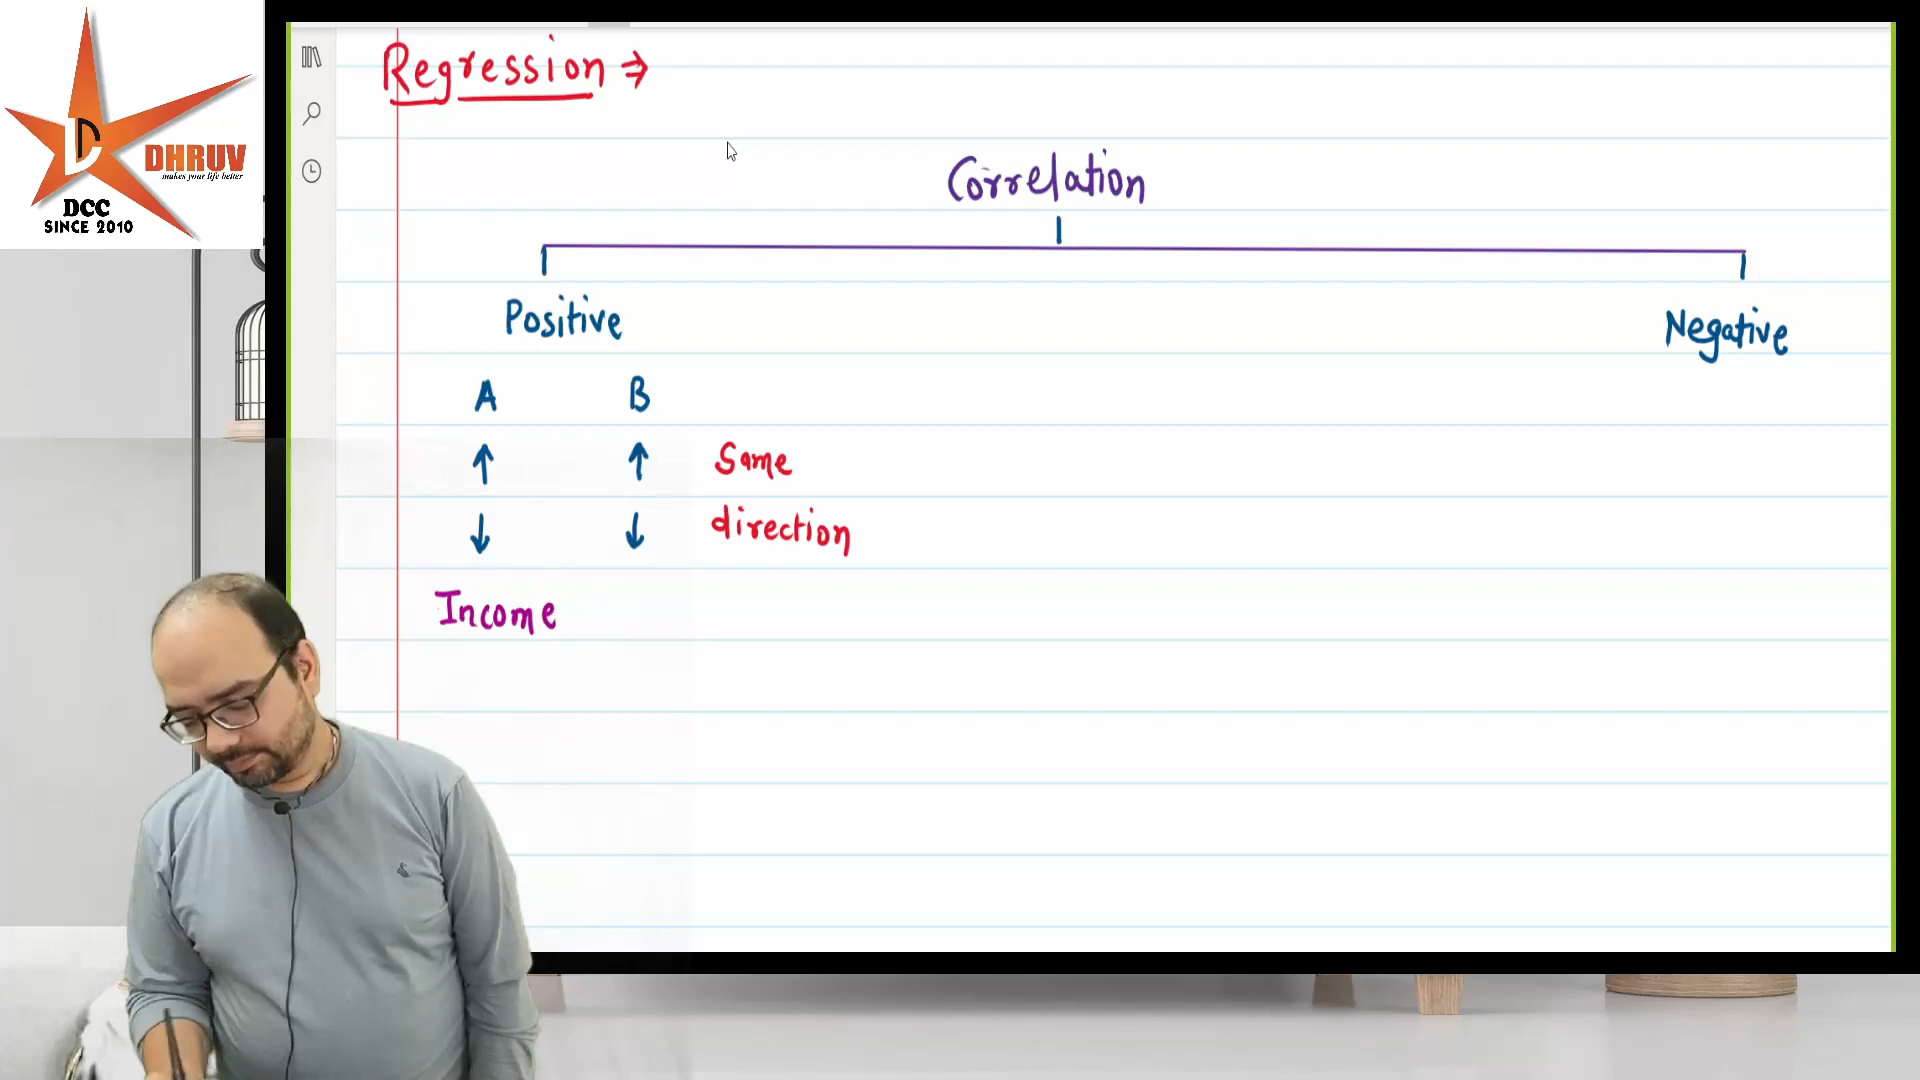 Regression ⇒
D
DHRUV
makes your life better
DCC
SINCE 2010
Correlation
Positive
Negative
A B
↑ ↑ Same
↓ ↓ direction
Income